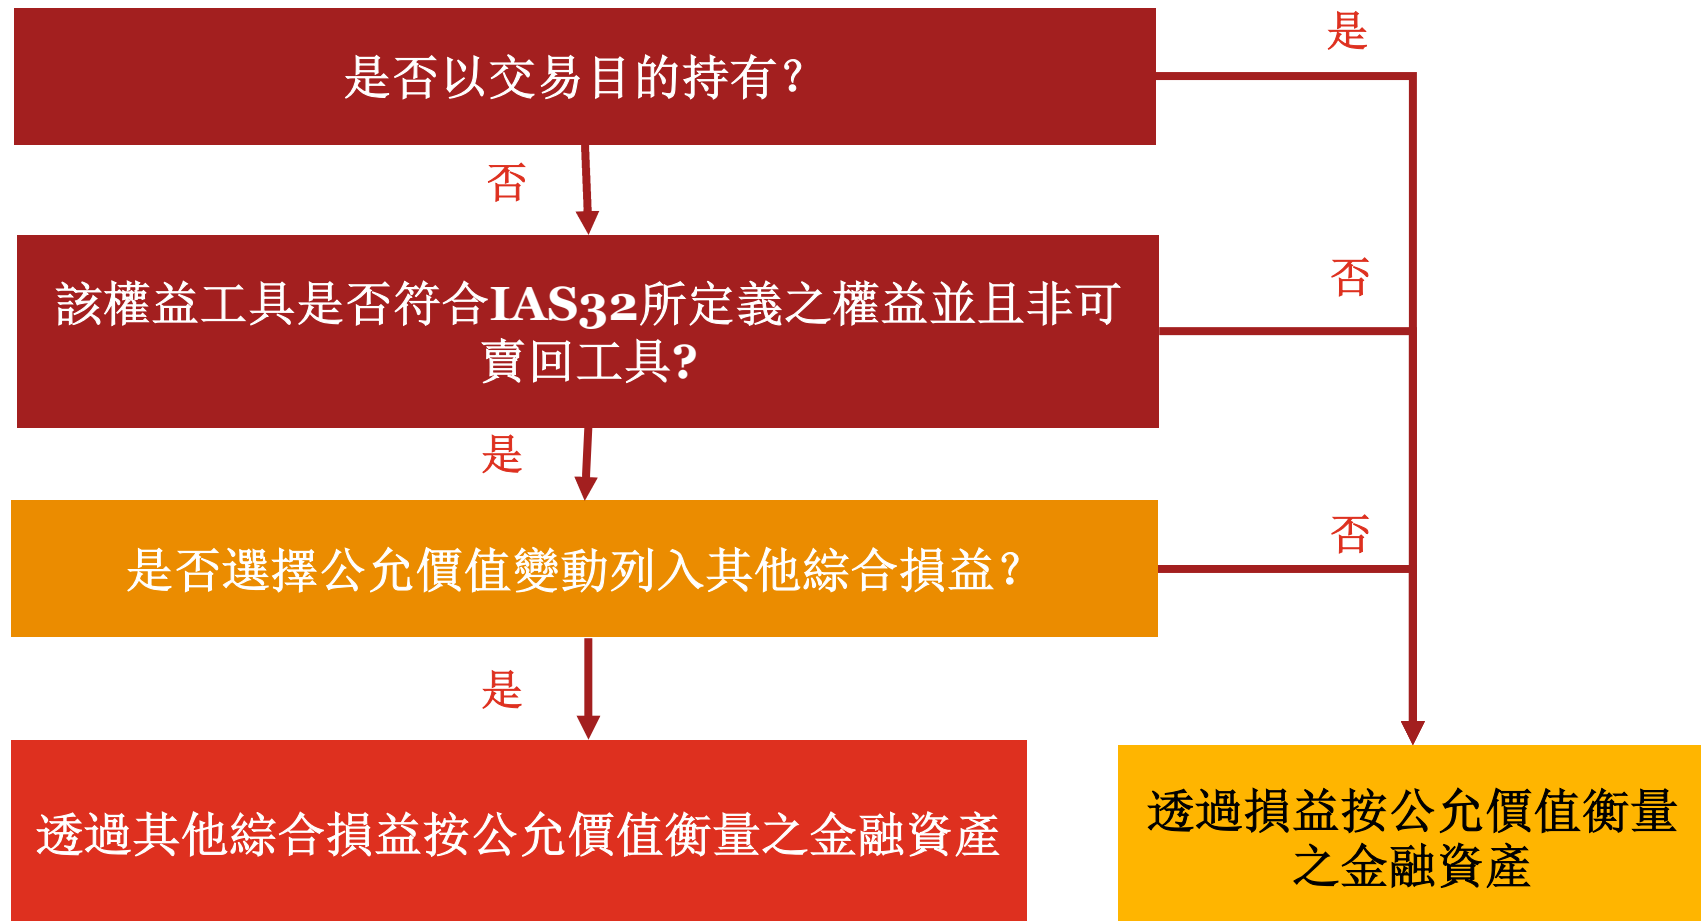 是
是否以交易目的持有？
否
該權益工具是否符合IAS32所定義之權益並且非可
賣回工具?
否
是
是否選擇公允價值變動列入其他綜合損益？
否
是
透過其他綜合損益按公允價值衡量之金融資產
透過損益按公允價值衡量
之金融資產